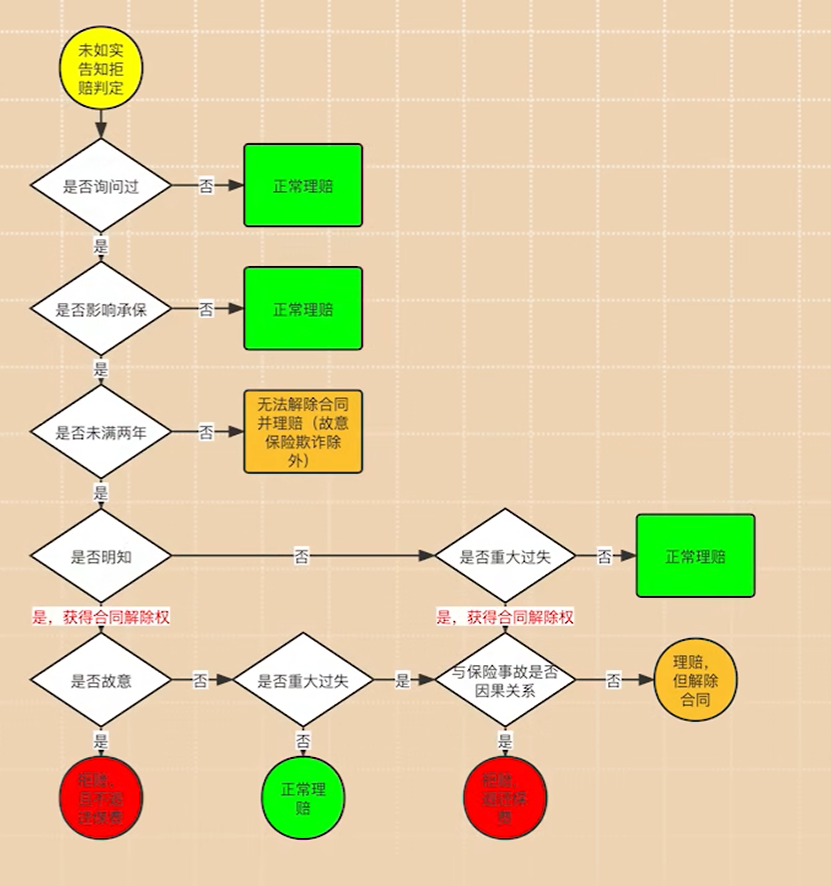 未如实
告知拒
赔判定
是否询问过
否
正常理赔
是
是否影响承保
否
正常理赔
是
是否未满两年
否
无法解除合同
并理赔（故意
保险欺诈除
外）
是
是否明知
否
是否重大过失
否
正常理赔
是，获得合同解除权
是，获得合同解除权
是否故意
否
是否重大过失
是
与保险事故是否
因果关系
否
理赔，
但解除
合同
是
否
是
拒赔，
且不退
还保费
正常理
赔
拒赔，
退还保
费